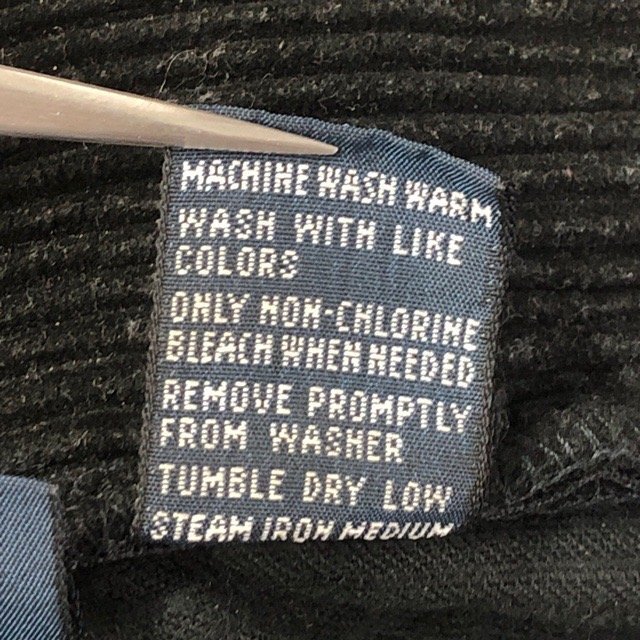 MACHINE WASH WARM
WASH WITH LIKE
COLORS
ONLY NON-CHLORINE
BLEACH WHEN NEEDED
REMOVE PROMPTLY
FROM WASHER
TUMBLE DRY LOW
STEAM IRON MEDIUM